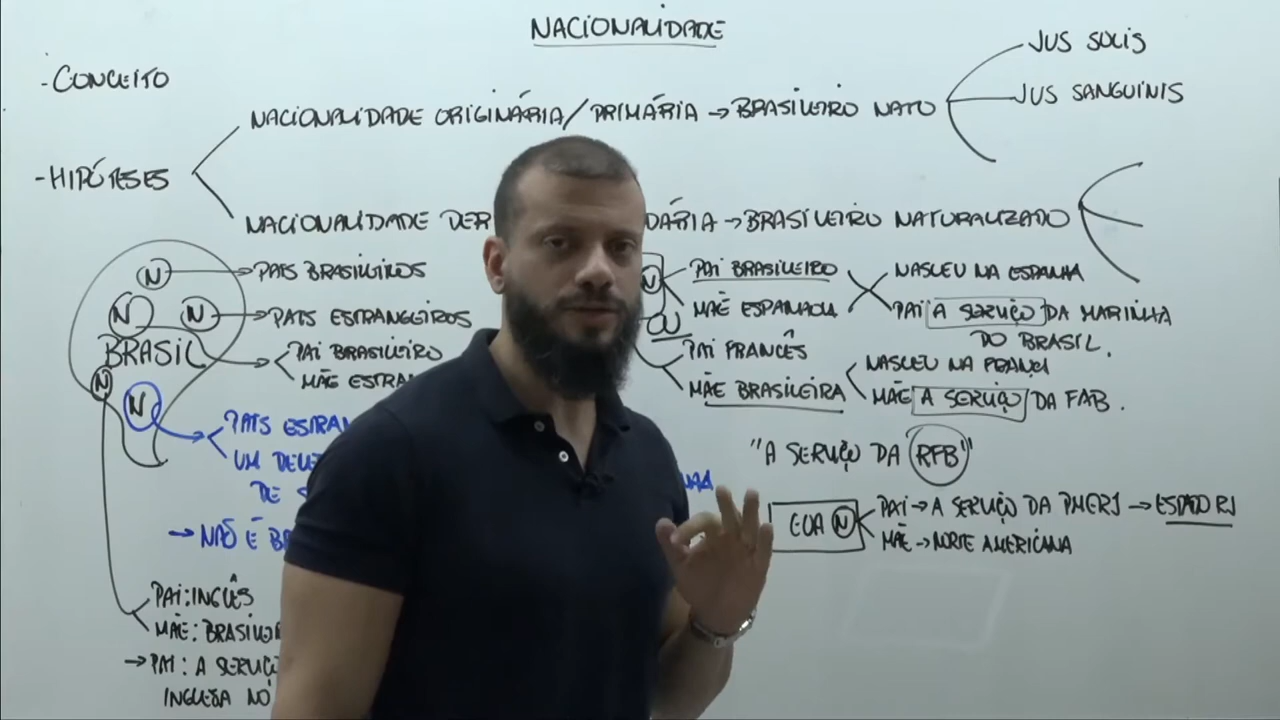 NACIONALIDADE
- CONCEITO
JUS SOLIS
JUS SANGUINIS
NACIONALIDADE ORIGINÁRIA/PRIMÁRIA → BRASILEIRO NATO
- HIPÓTESES
NACIONALIDADE DER DÁRIA → BRASILEIRO NATURALIZADO
N → PAIS BRASILEIROS
N N → PAIS ESTRANGEIROS
BRASIL
PAI BRASILEIRO
MÃE ESTRAN
N
N
PAIS ESTRAN
UM DELE
DE S
→ NÃO É BR
PAI: INGLÊS
MÃE: BRASILEIR
→ PAI: A SERVIÇO
INGLESA NO
N
PAI BRASILEIRO
MÃE ESPANHOLA
NASCEU NA ESPANHA
PAI A SERVIÇO DA MARINHA
DO BRASIL.
OU
PAI FRANCÊS
MÃE BRASILEIRA
NASCEU NA FRANÇA
MÃE A SERVIÇO DA FAB.
"A SERVIÇO DA RFB"
EUA N
PAI → A SERVIÇO DA PMERJ → ESTADO RJ
MÃE → NORTE AMERICANA